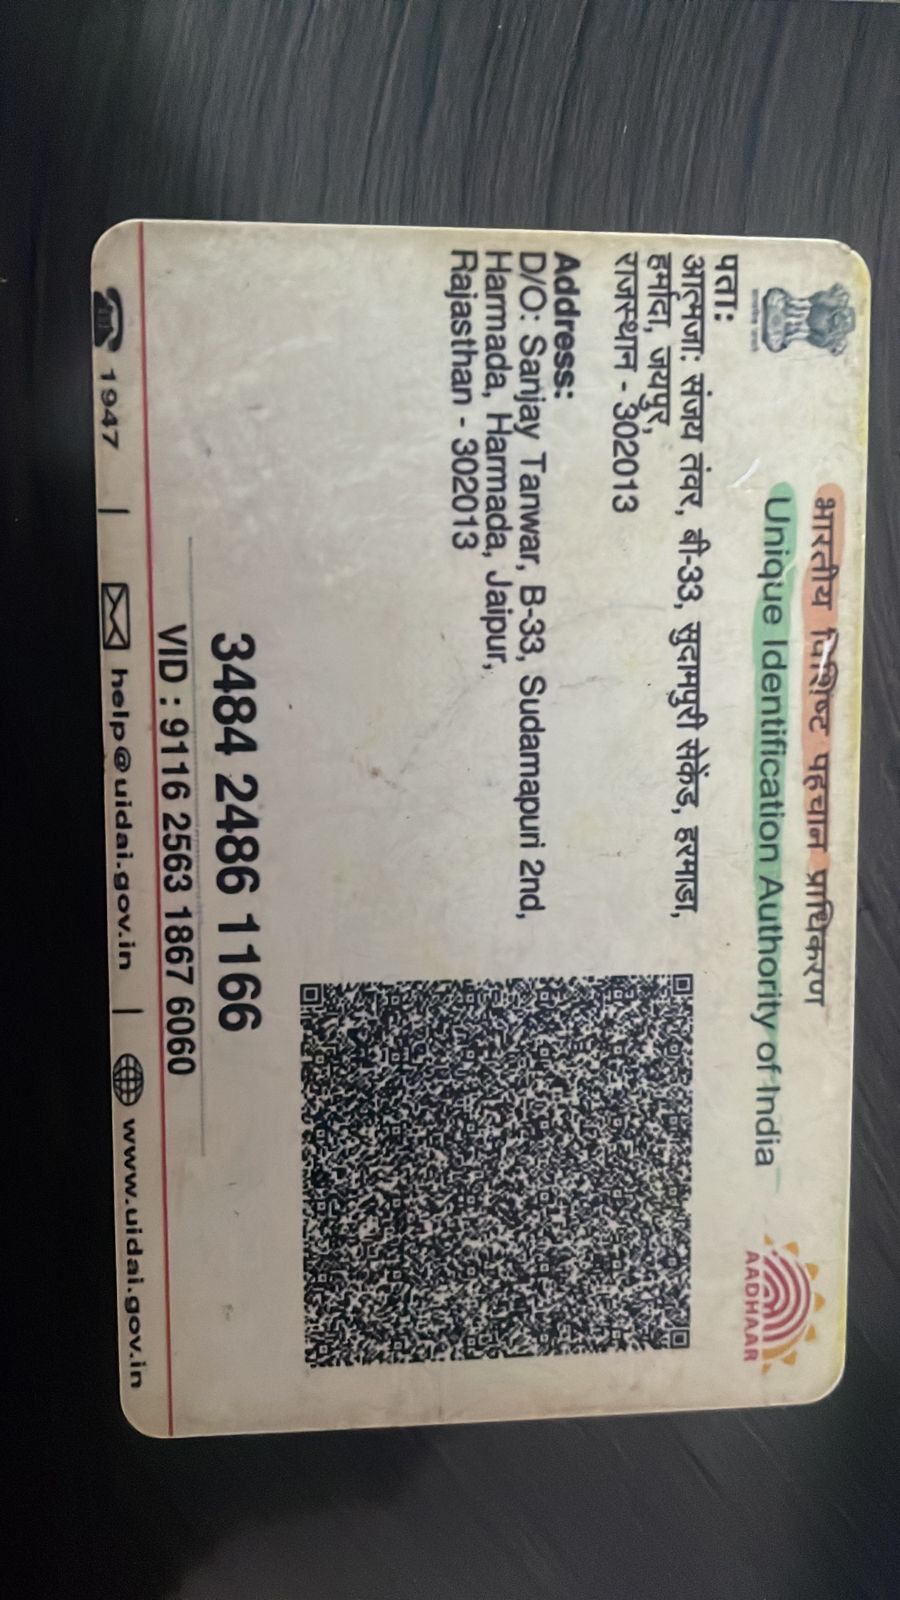 भारतीय विशिष्ट पहचान प्राधिकरण
Unique Identification Authority of India
AADHAAR
पता:
आत्मजा: संजय तंवर, बी-33, सुदामपुरी सेकेंड, हरमाडा,
हर्मादा, जयपुर,
राजस्थान - 302013
Address:
D/O: Sanjay Tanwar, B-33, Sudamapuri 2nd,
Harmada, Harmada, Jaipur,
Rajasthan - 302013
3484 2486 1166
VID : 9116 2563 1867 6060
1947 | help@uidai.gov.in | www.uidai.gov.in